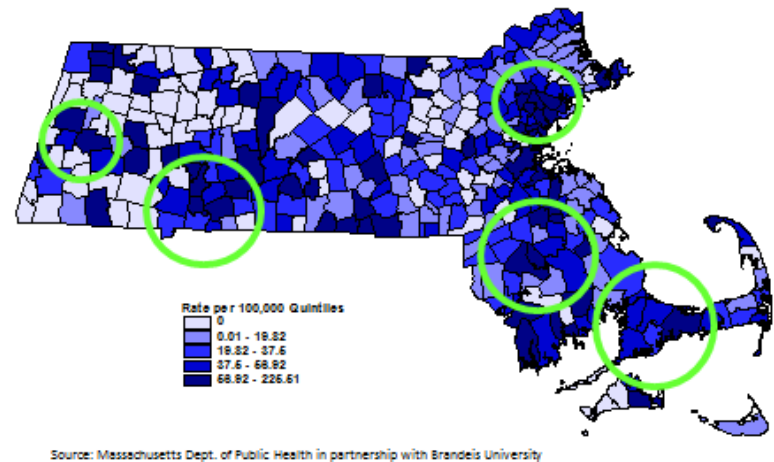 Rate per 100,000 Quintiles
0
0.01 - 19.82
19.82 - 37.5
37.5 - 56.92
56.92 - 225.51
Source: Massachusetts Dept. of Public Health in partnership with Brandeis University